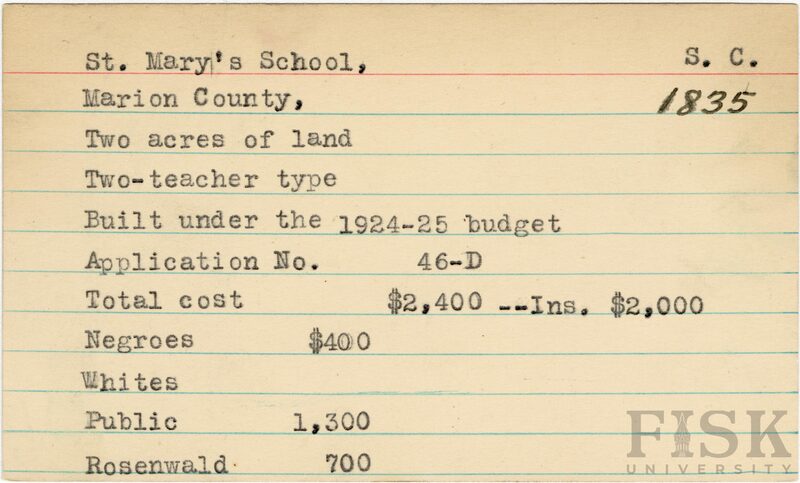 St. Mary's School, S. C.
Marion County, 1835
Two acres of land
Two-teacher type
Built under the 1924-25 budget
Application No. 46-D
Total cost $2,400 --Ins. $2,000
Negroes $400
Whites
Public 1,300
Rosenwald 700
FISK
UNIVERSITY